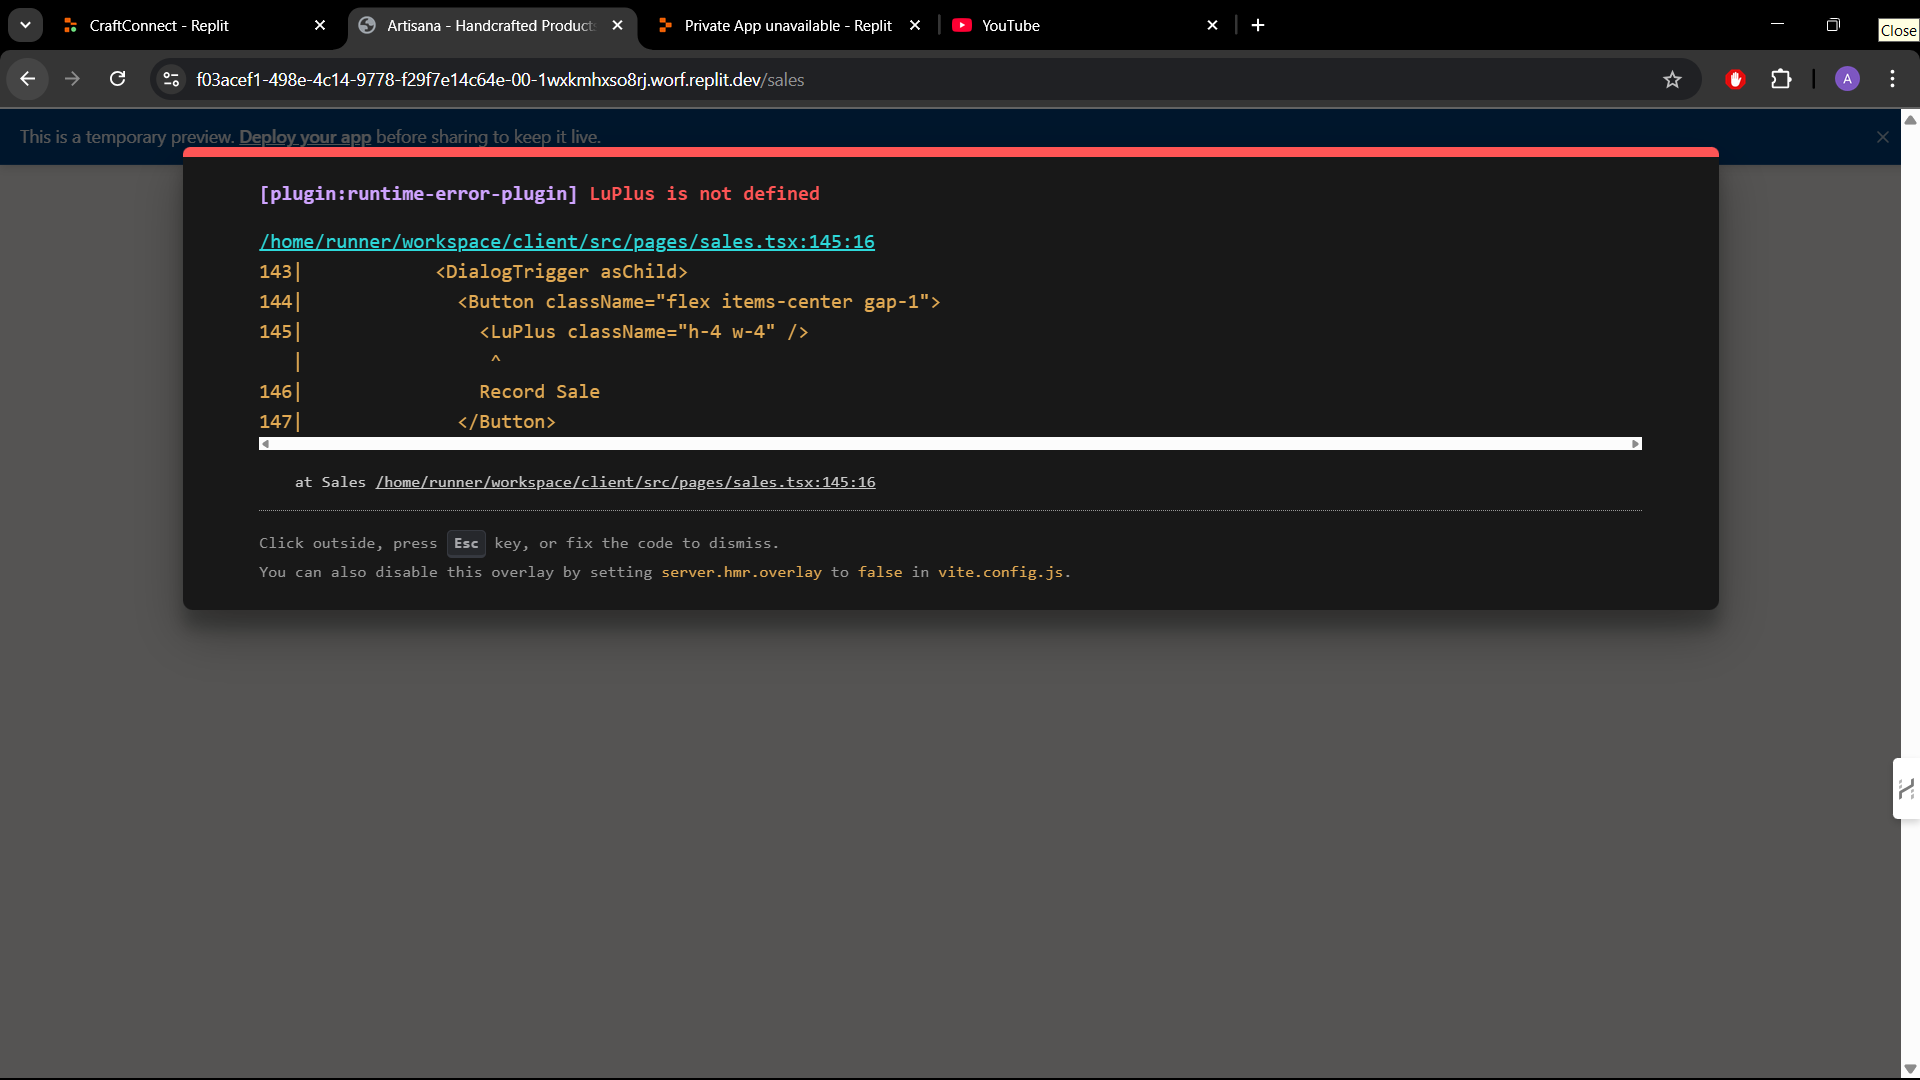 CraftConnect - Replit
Artisana - Handcrafted Product
Private App unavailable - Replit
YouTube
Close
f03acef1-498e-4c14-9778-f29f7e14c64e-00-1wxkmhxso8rj.worf.replit.dev/sales
A
This is a temporary preview. Deploy your app before sharing to keep it live.
[plugin:runtime-error-plugin] LuPlus is not defined
/home/runner/workspace/client/src/pages/sales.tsx:145:16
143| <DialogTrigger asChild>
144| <Button className="flex items-center gap-1">
145| <LuPlus className="h-4 w-4" />
| ^
146| Record Sale
147| </Button>
at Sales /home/runner/workspace/client/src/pages/sales.tsx:145:16
Click outside, press Esc key, or fix the code to dismiss.
You can also disable this overlay by setting server.hmr.overlay to false in vite.config.js.